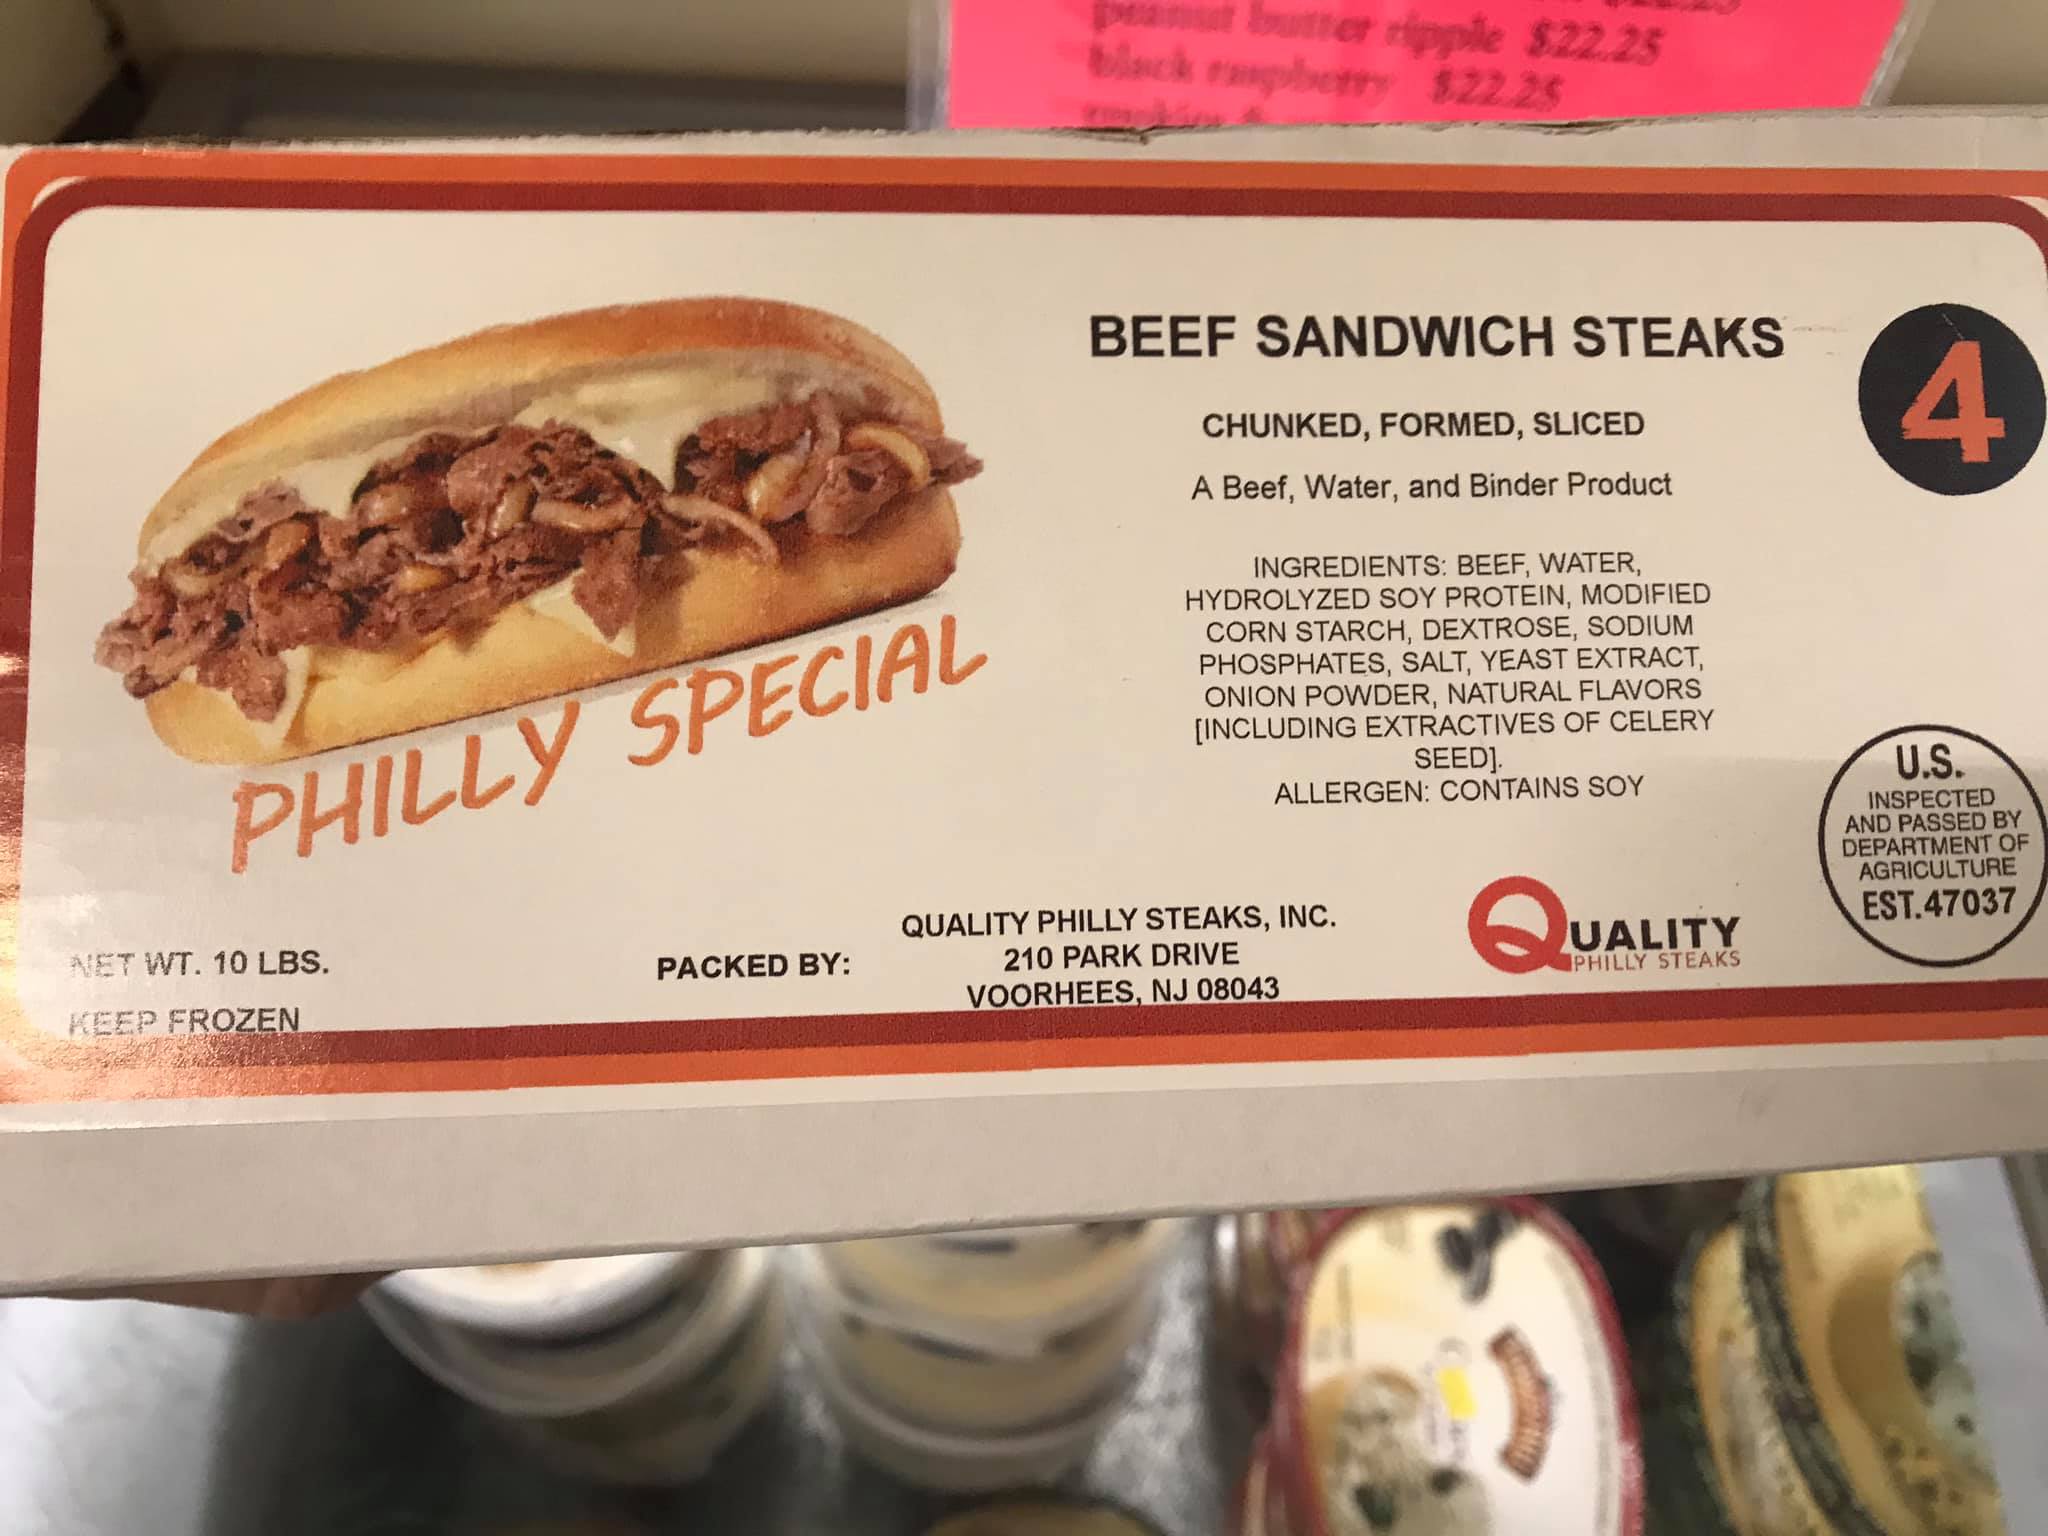 peanut butter ripple $22.25
black raspberry $22.25
BEEF SANDWICH STEAKS
4
CHUNKED, FORMED, SLICED
A Beef, Water, and Binder Product
INGREDIENTS: BEEF, WATER,
HYDROLYZED SOY PROTEIN, MODIFIED
CORN STARCH, DEXTROSE, SODIUM
PHOSPHATES, SALT, YEAST EXTRACT,
ONION POWDER, NATURAL FLAVORS
[INCLUDING EXTRACTIVES OF CELERY
SEED].
ALLERGEN: CONTAINS SOY
PHILLY SPECIAL
U.S.
INSPECTED
AND PASSED BY
DEPARTMENT OF
AGRICULTURE
EST.47037
NET WT. 10 LBS.
KEEP FROZEN
PACKED BY:
QUALITY PHILLY STEAKS, INC.
210 PARK DRIVE
VOORHEES, NJ 08043
QUALITY
PHILLY STEAKS